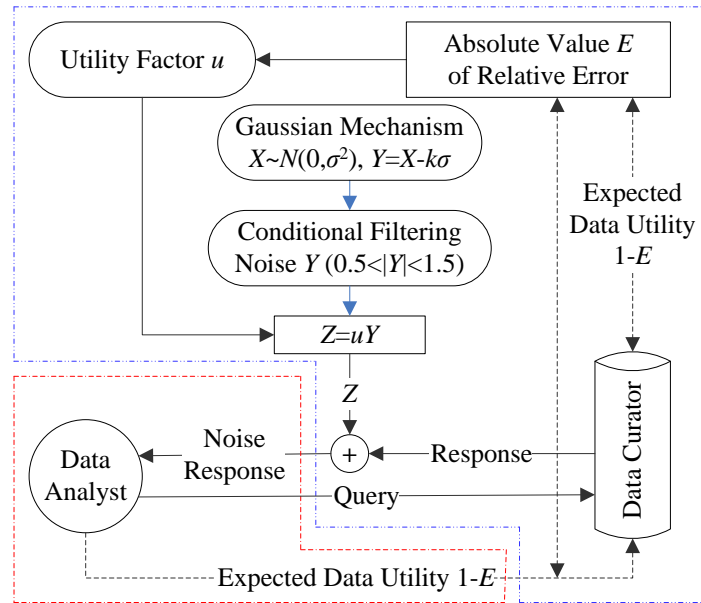 Utility Factor u
Absolute Value E
of Relative Error
Gaussian Mechanism
X~N(0,σ²), Y=X-kσ
Expected
Data Utility
1-E
Conditional Filtering
Noise Y (0.5<|Y|<1.5)
Z=uY
Z
Data
Analyst
Noise
Response
+
Response
Query
Data Curator
Expected Data Utility 1-E